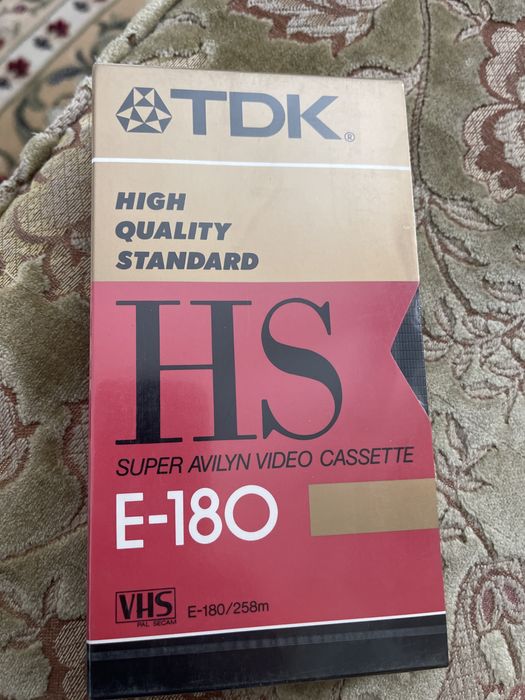 TDK®
HIGH
QUALITY
STANDARD
HS
SUPER AVILYN VIDEO CASSETTE
E-180
VHS
PAL SECAM
E-180/258m